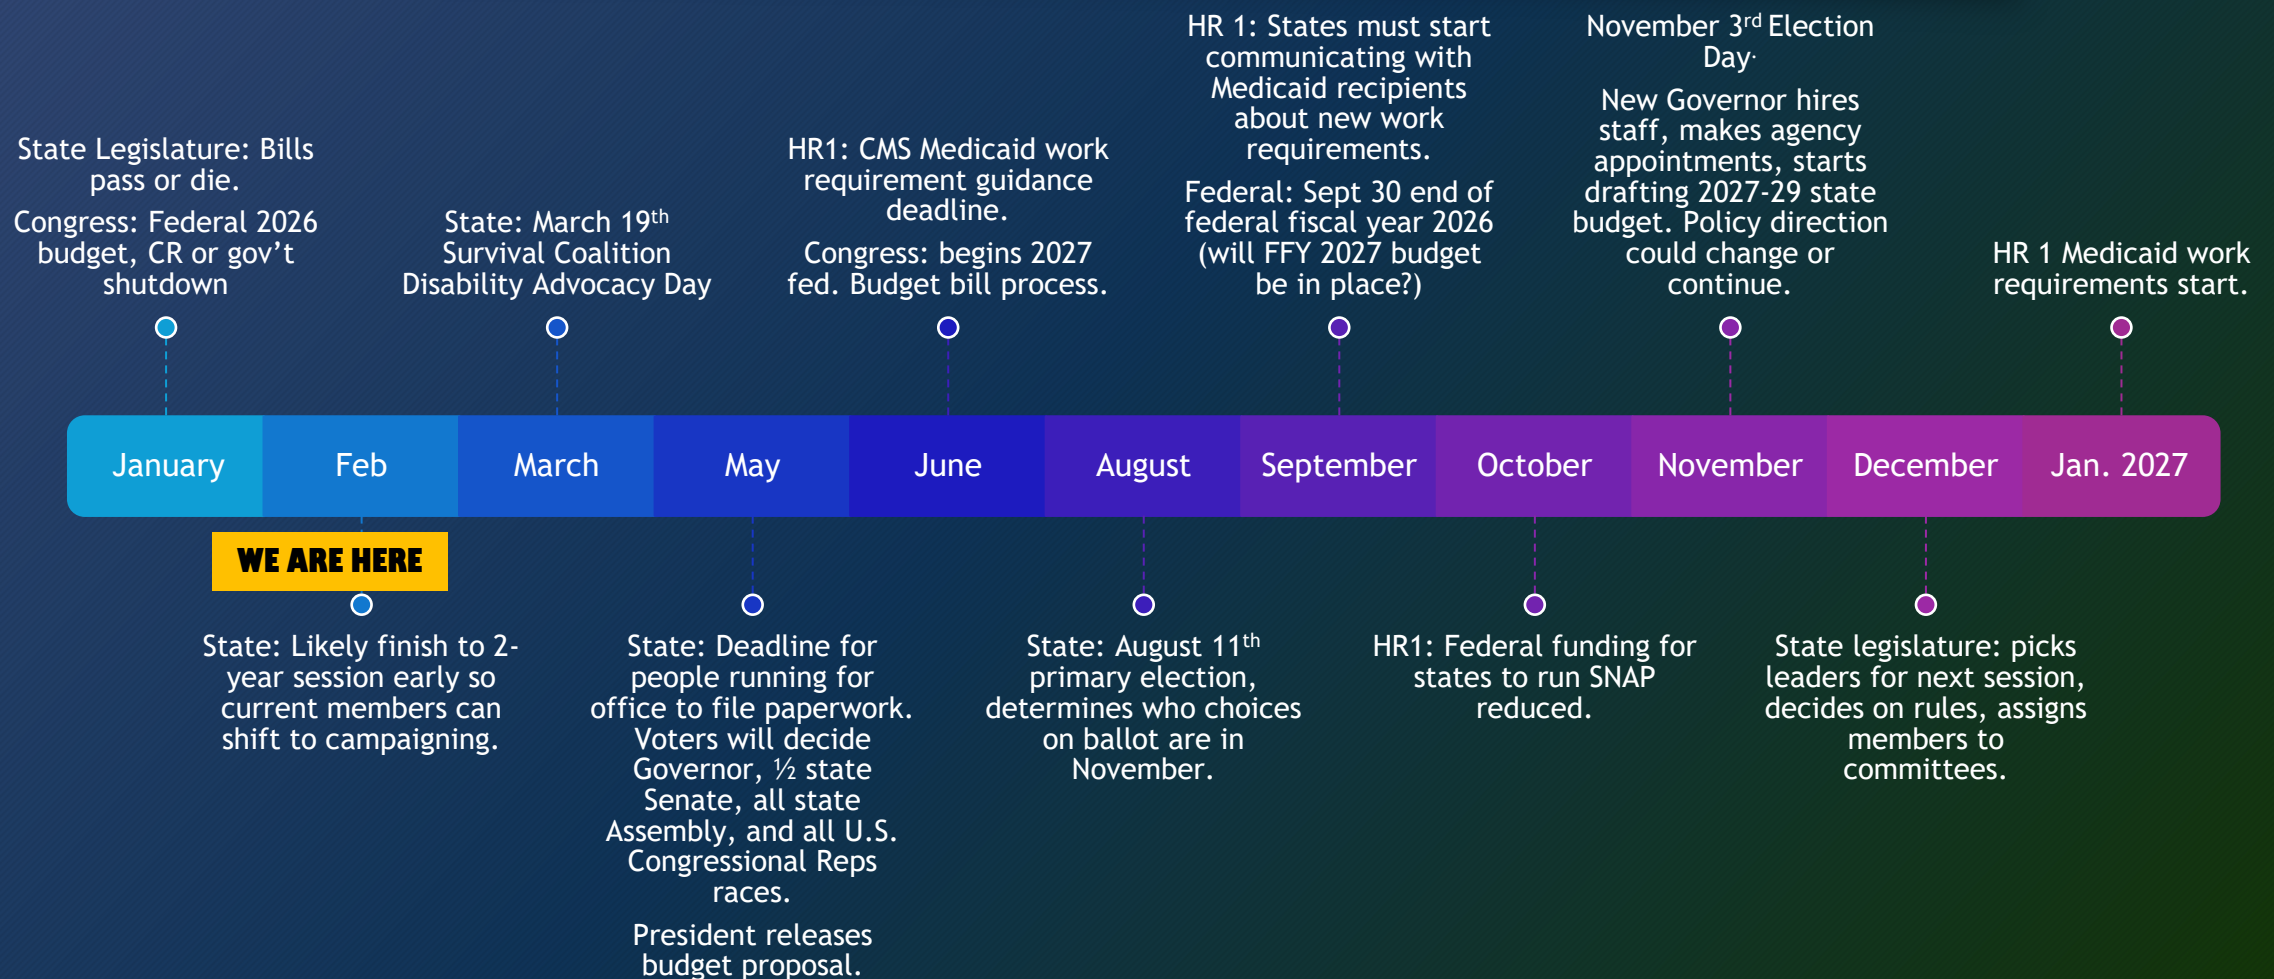 State Legislature: Bills
pass or die.
Congress: Federal 2026
budget, CR or gov’t
shutdown
State: March 19th
Survival Coalition
Disability Advocacy Day
HR1: CMS Medicaid work
requirement guidance
deadline.
Congress: begins 2027
fed. Budget bill process.
HR 1: States must start
communicating with
Medicaid recipients
about new work
requirements.
Federal: Sept 30 end of
federal fiscal year 2026
(will FFY 2027 budget
be in place?)
November 3rd Election
Day.
New Governor hires
staff, makes agency
appointments, starts
drafting 2027-29 state
budget. Policy direction
could change or
continue.
HR 1 Medicaid work
requirements start.
January
Feb
March
May
June
August
September
October
November
December
Jan. 2027
WE ARE HERE
State: Likely finish to 2-
year session early so
current members can
shift to campaigning.
State: Deadline for
people running for
office to file paperwork.
Voters will decide
Governor, ½ state
Senate, all state
Assembly, and all U.S.
Congressional Reps
races.
President releases
budget proposal.
State: August 11th
primary election,
determines who choices
on ballot are in
November.
HR1: Federal funding for
states to run SNAP
reduced.
State legislature: picks
leaders for next session,
decides on rules, assigns
members to
committees.